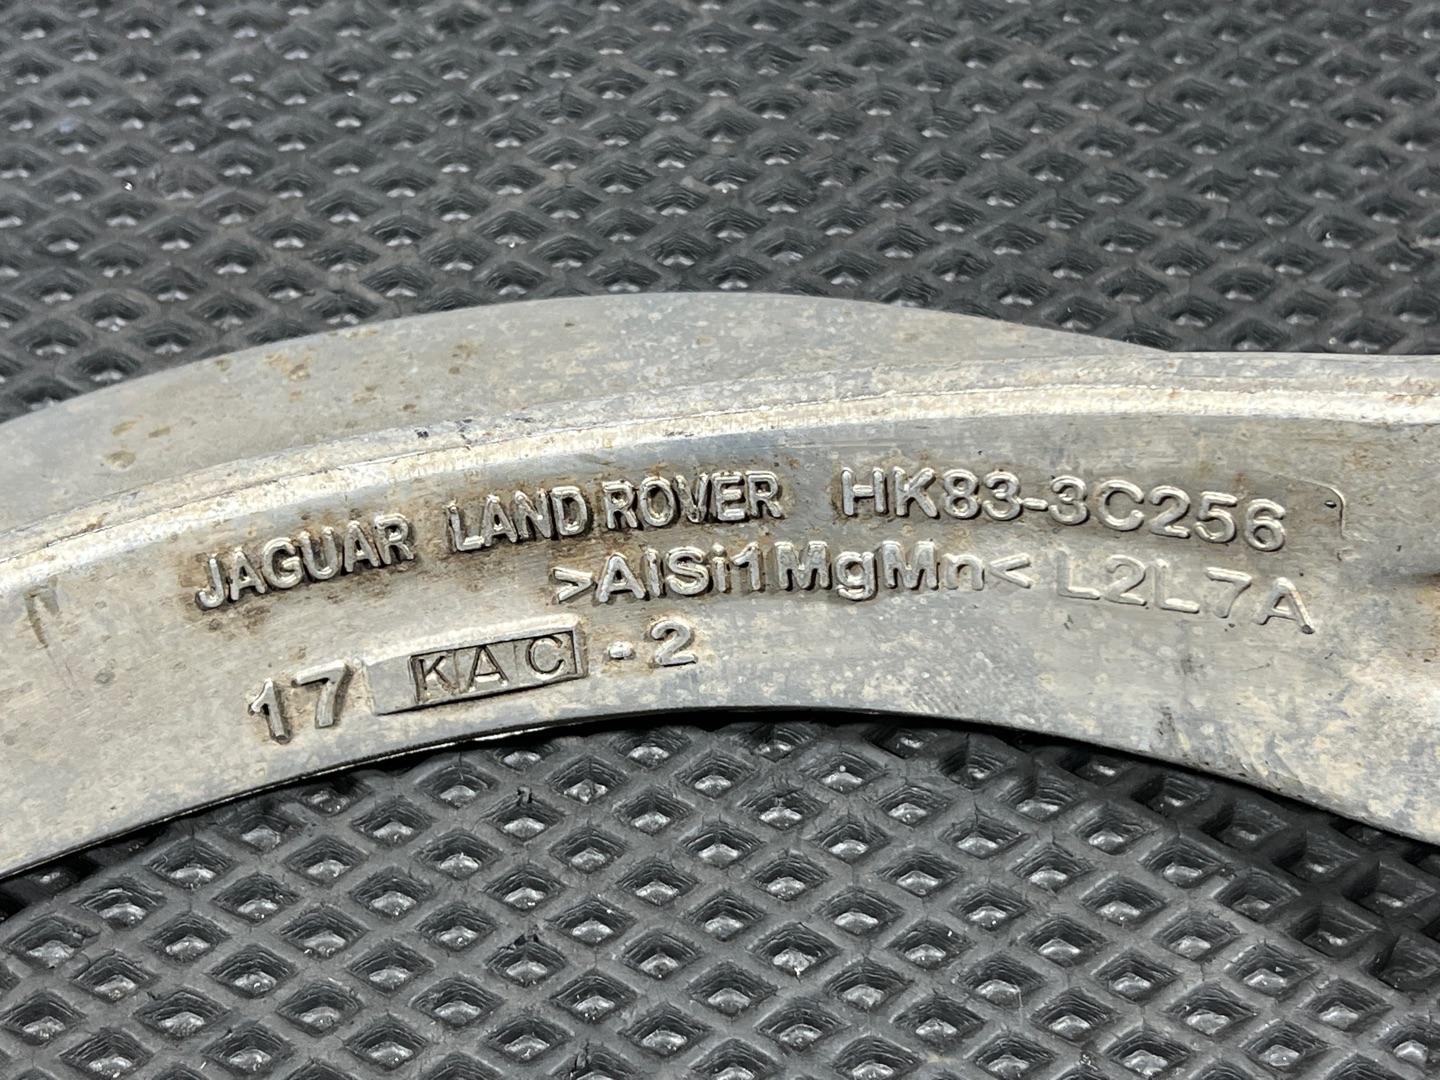 JAGUAR LAND ROVER HK83-3C256
>AlSi1MgMn< L2L7A
17 KAC -2